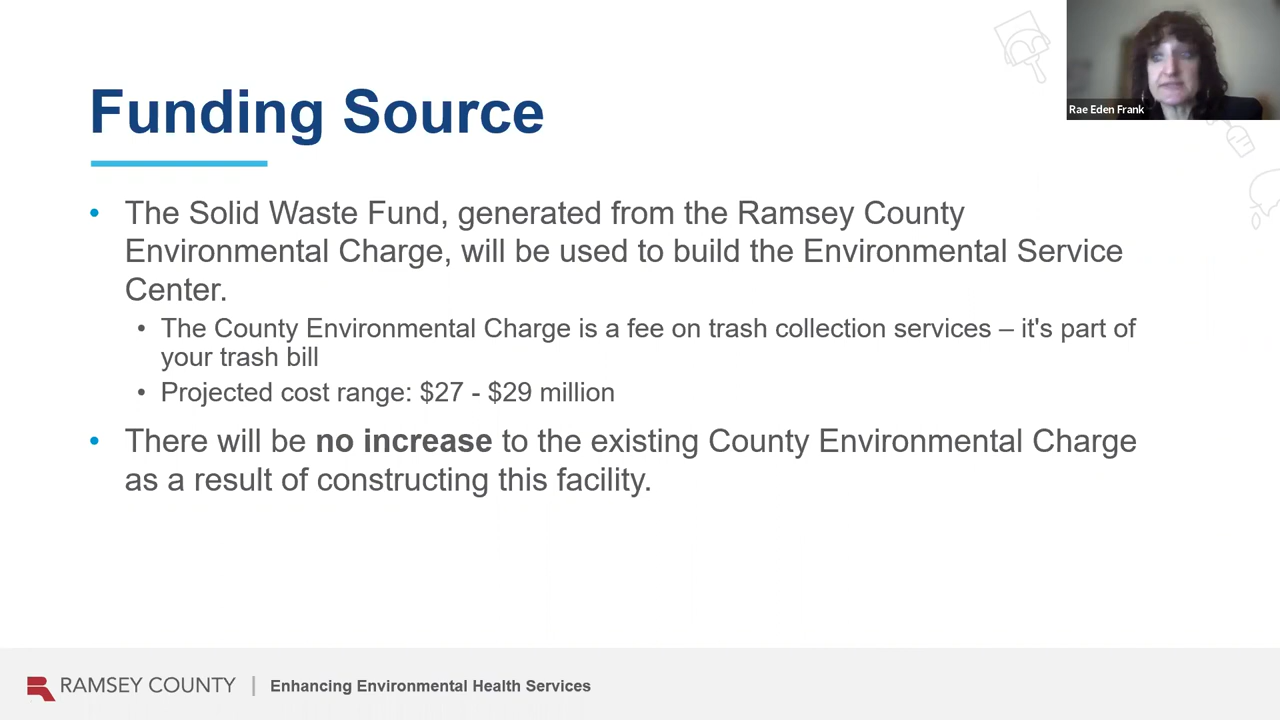 Rae Eden Frank
Funding Source
• The Solid Waste Fund, generated from the Ramsey County
Environmental Charge, will be used to build the Environmental Service
Center.
• The County Environmental Charge is a fee on trash collection services – it's part of
your trash bill
• Projected cost range: $27 - $29 million
• There will be no increase to the existing County Environmental Charge
as a result of constructing this facility.
RAMSEY COUNTY | Enhancing Environmental Health Services